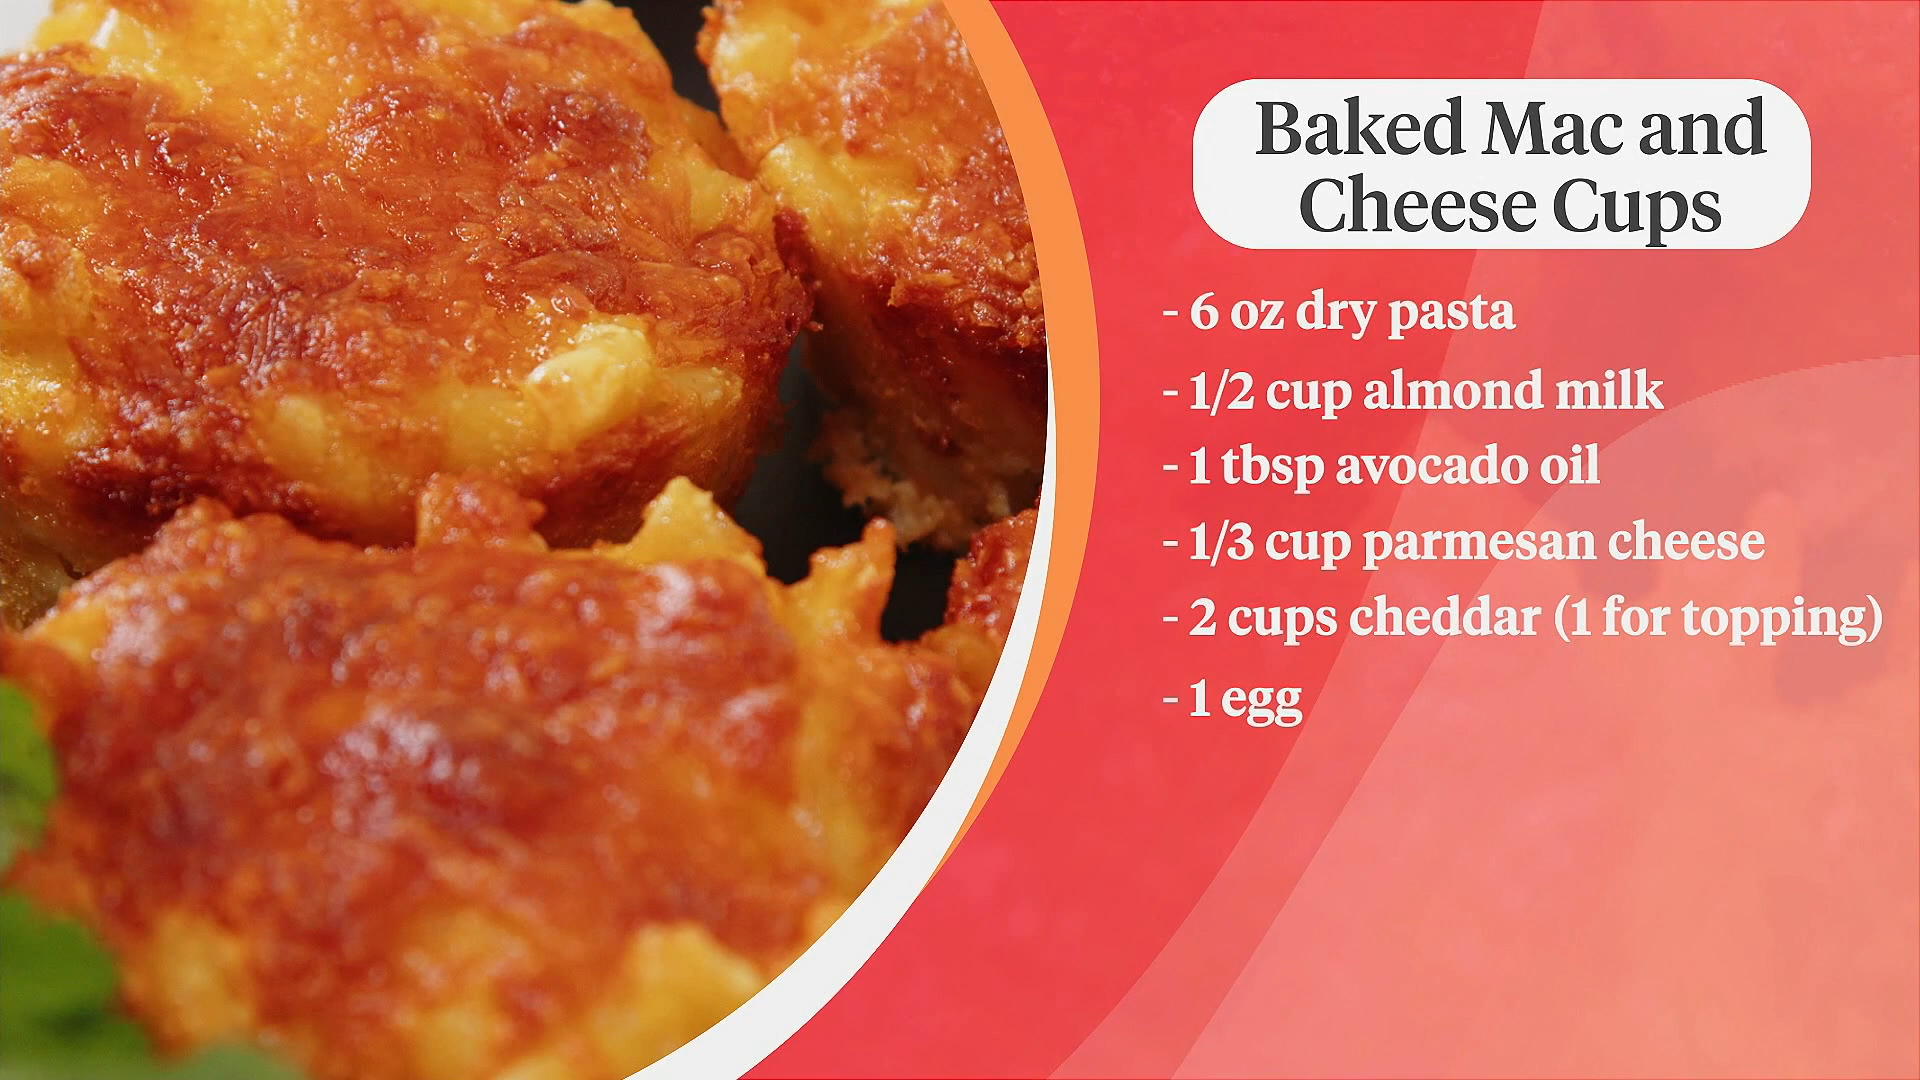 Baked Mac and
Cheese Cups
- 6 oz dry pasta
- 1/2 cup almond milk
- 1 tbsp avocado oil
- 1/3 cup parmesan cheese
- 2 cups cheddar (1 for topping)
- 1 egg